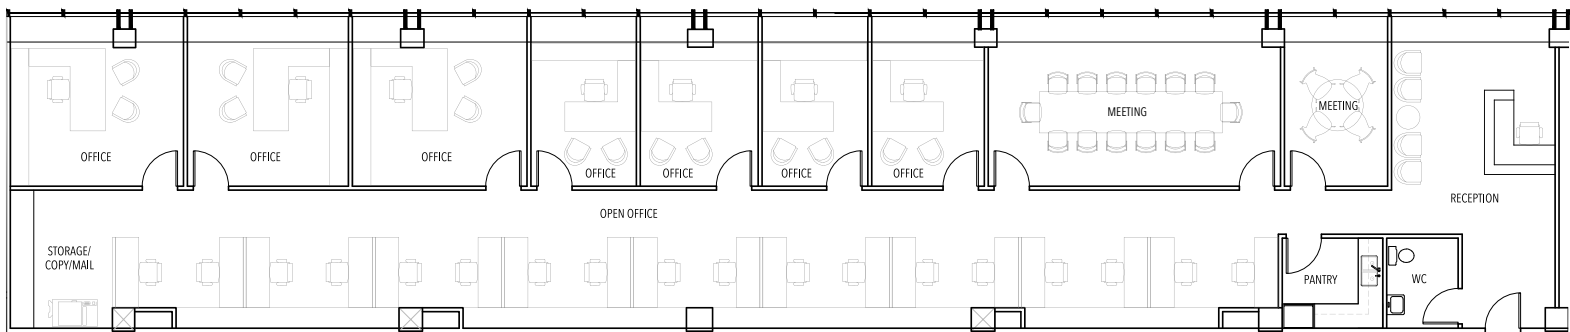 MEETING
MEETING
OFFICE
OFFICE
OFFICE
OFFICE
OFFICE
OFFICE
OFFICE
RECEPTION
OPEN OFFICE
STORAGE/
COPY/MAIL
PANTRY
WC